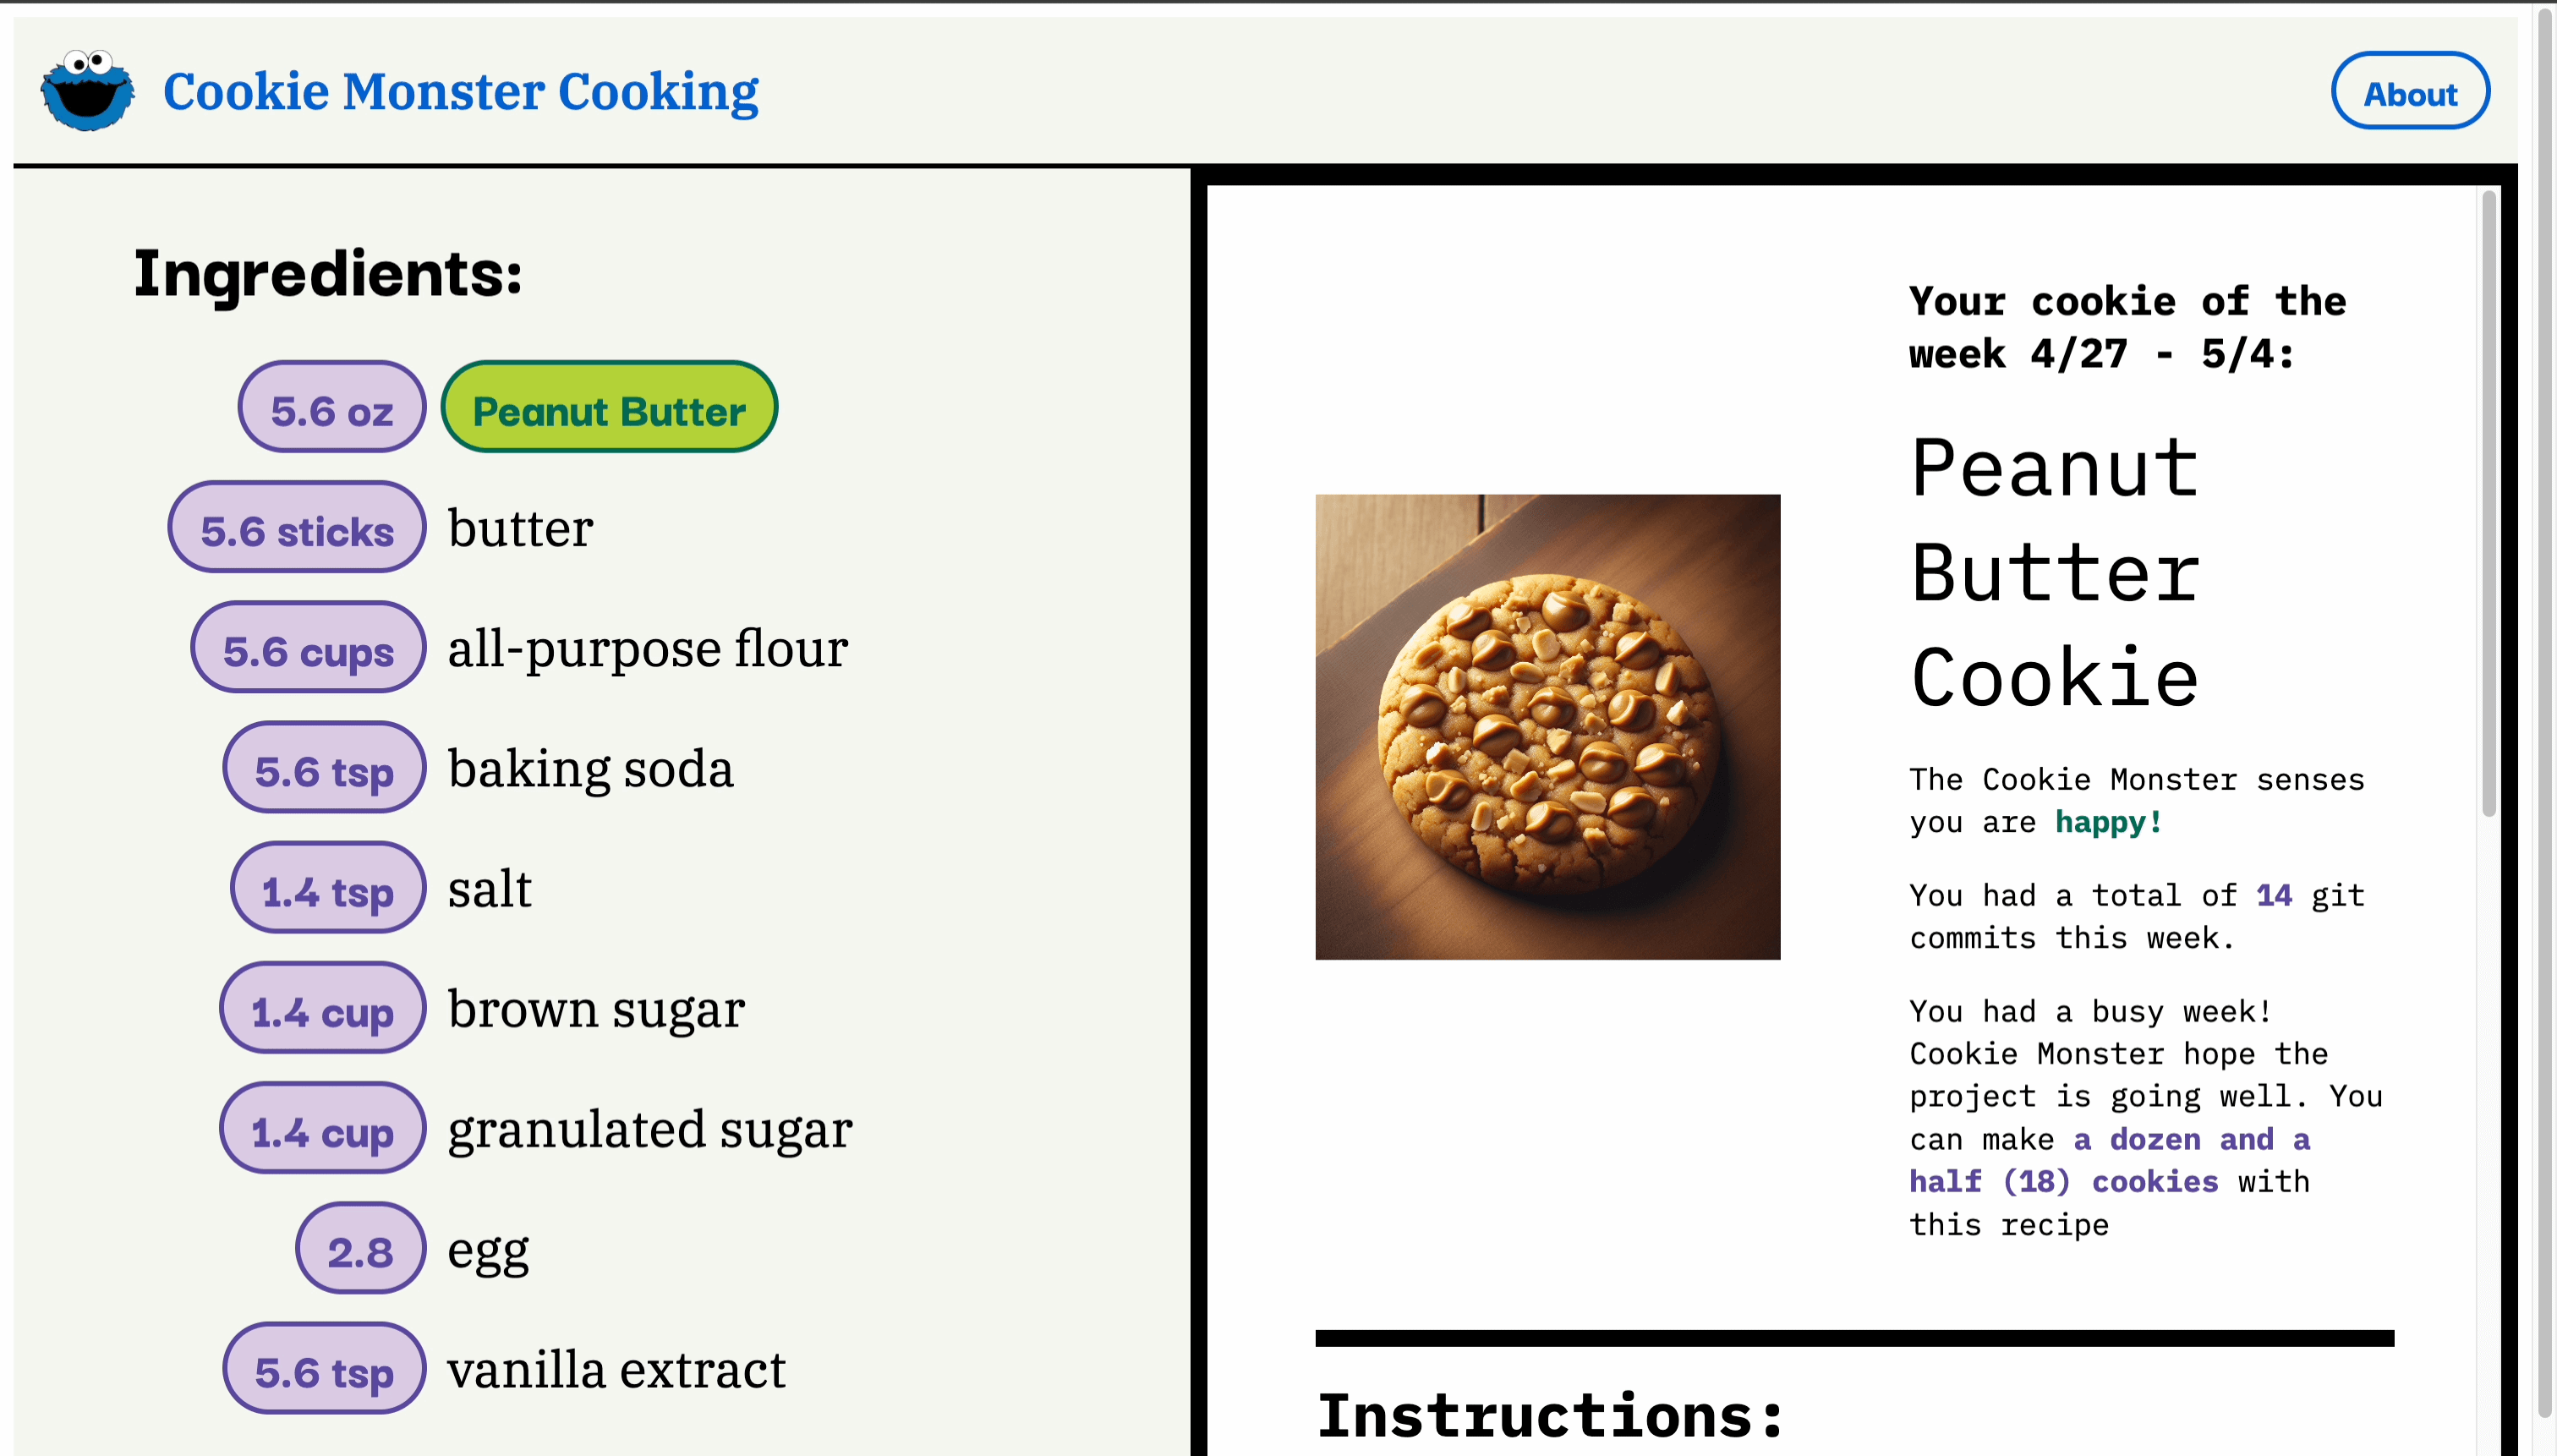 Cookie Monster Cooking
About
Ingredients:
5.6 oz Peanut Butter
5.6 sticks butter
5.6 cups all-purpose flour
5.6 tsp baking soda
1.4 tsp salt
1.4 cup brown sugar
1.4 cup granulated sugar
2.8 egg
5.6 tsp vanilla extract
Your cookie of the
week 4/27 - 5/4:
Peanut
Butter
Cookie
The Cookie Monster senses
you are happy!
You had a total of 14 git
commits this week.
You had a busy week!
Cookie Monster hope the
project is going well. You
can make a dozen and a
half (18) cookies with
this recipe
Instructions: